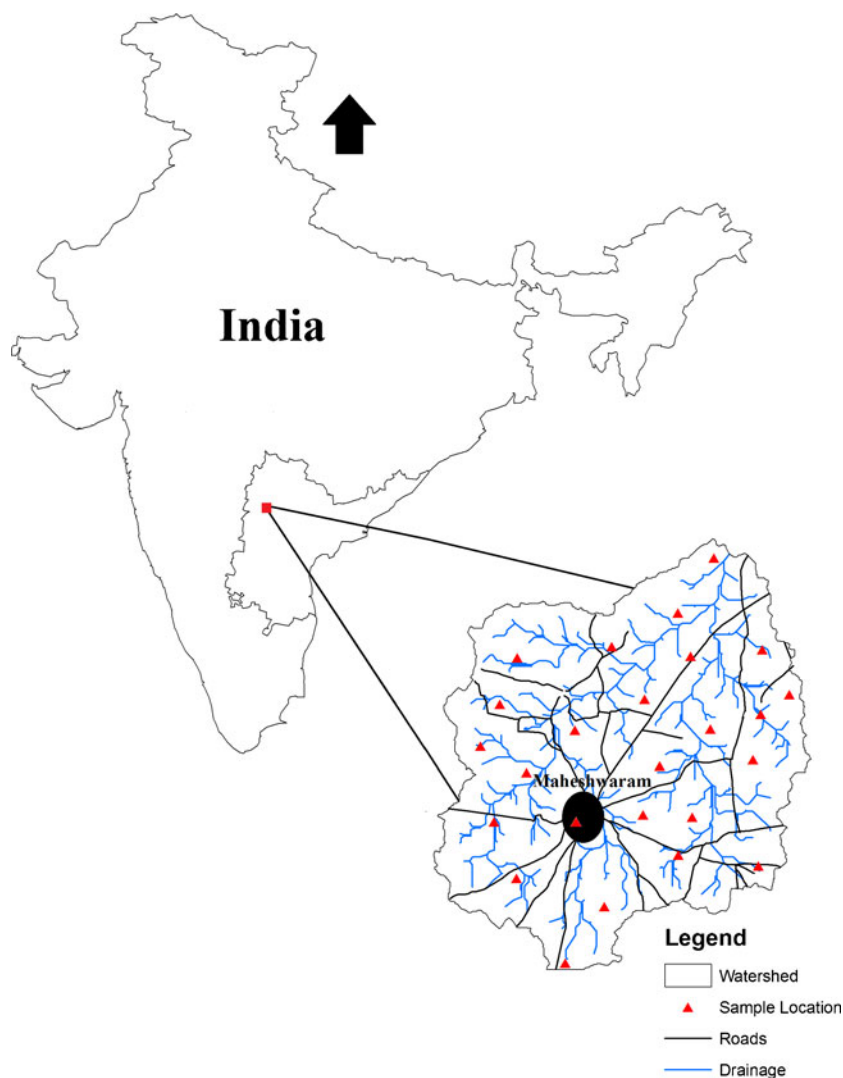 India
Maheshwaram
Legend
Watershed
Sample Location
Roads
Drainage